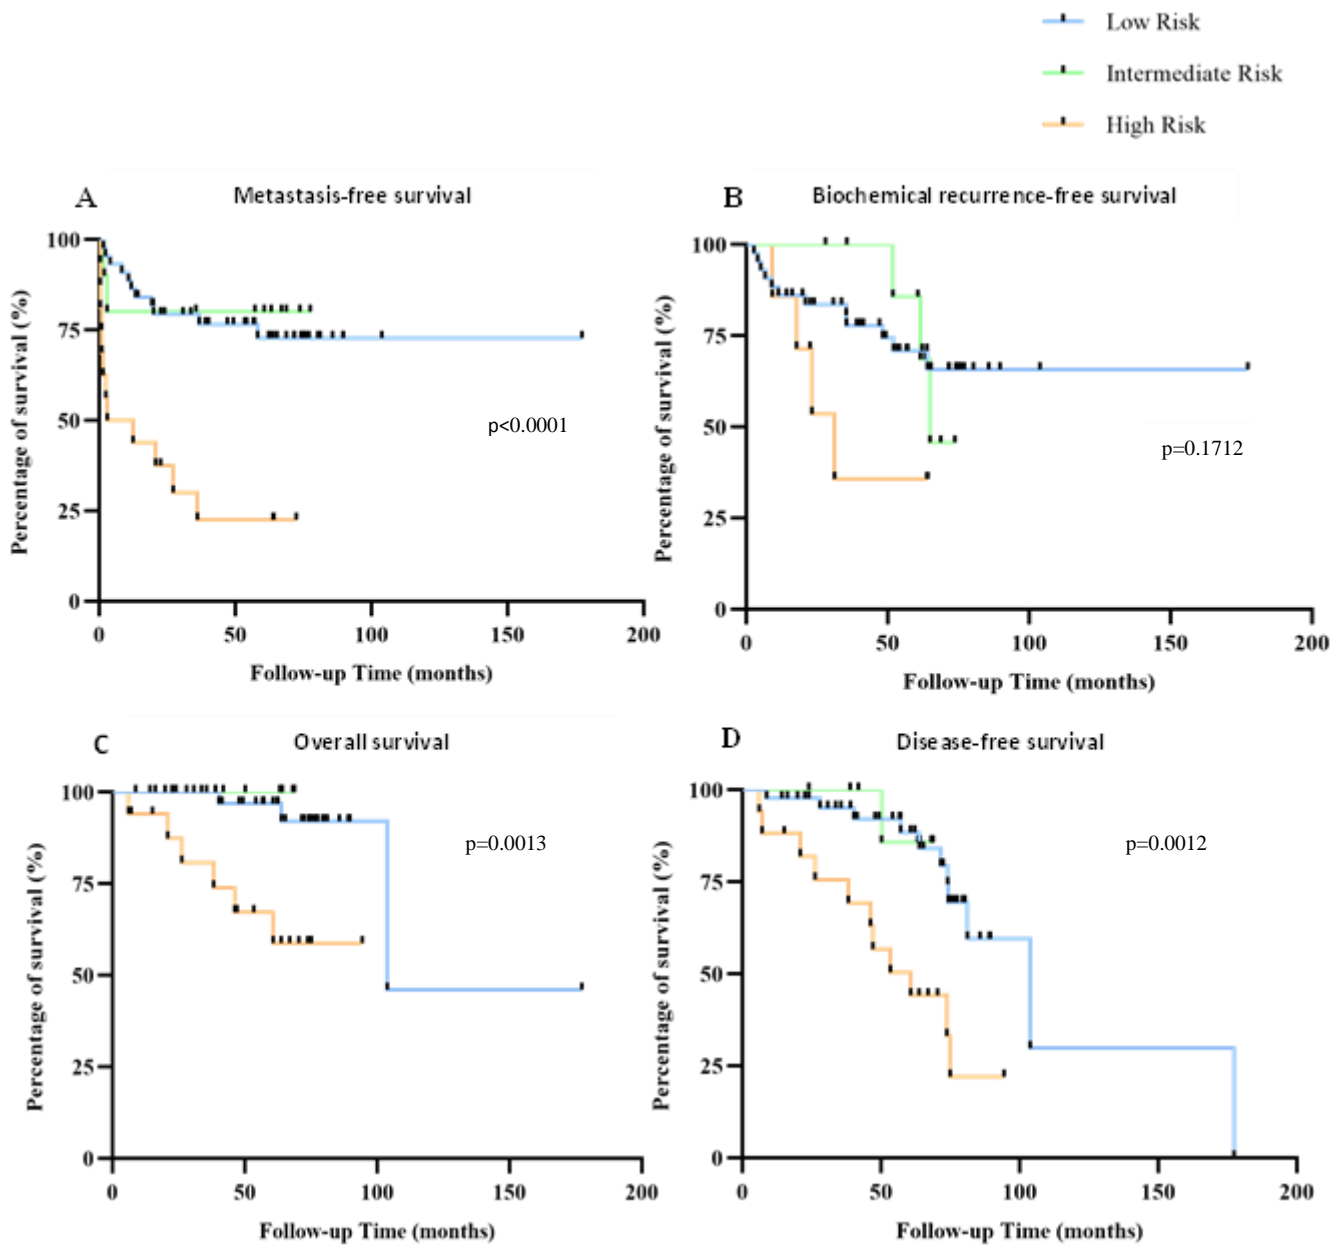 Low Risk
Intermediate Risk
High Risk
A
Metastasis-free survival
100
75
50
25
0
Percentage of survival (%)
p<0.0001
0 50 100 150 200
Follow-up Time (months)
B
Biochemical recurrence-free survival
100
75
50
25
0
Percentage of survival (%)
p=0.1712
0 50 100 150 200
Follow-up Time (months)
C
Overall survival
100
75
50
25
0
Percentage of survival (%)
p=0.0013
0 50 100 150 200
Follow-up Time (months)
D
Disease-free survival
100
75
50
25
0
Percentage of survival (%)
p=0.0012
0 50 100 150 200
Follow-up Time (months)